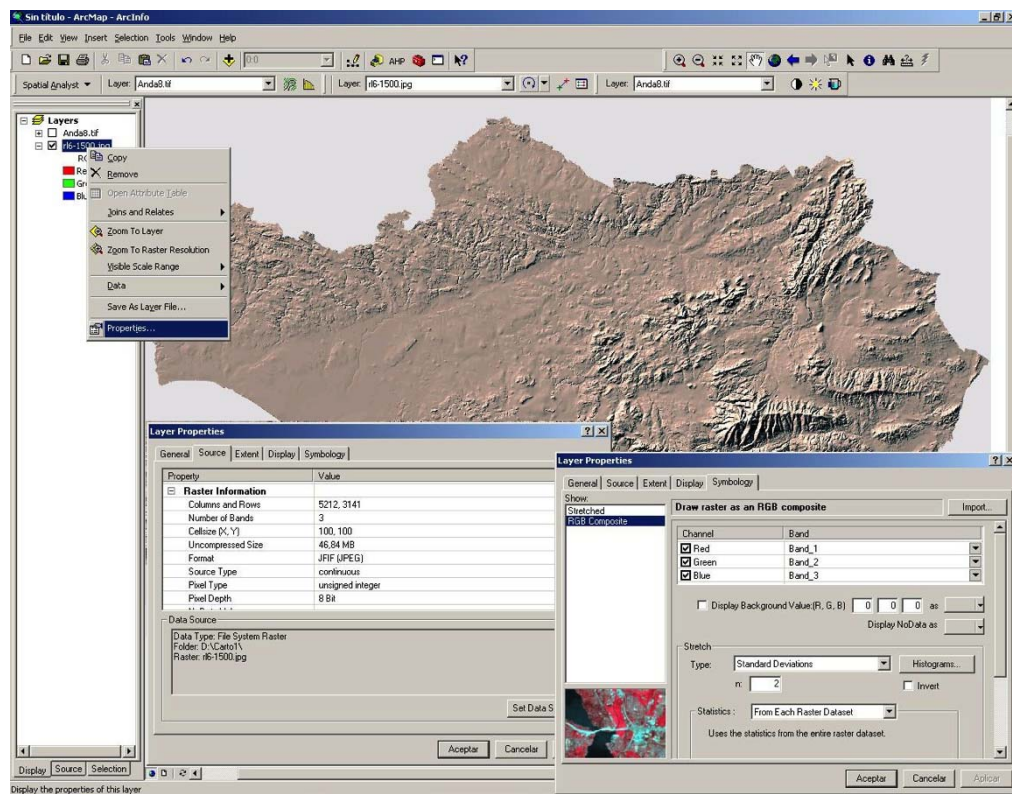 Sin título - ArcMap - ArcInfo
File Edit View Insert Selection Tools Window Help
0:0
AHP
Spatial Analyst
Layer: Anda8.tif
Layer: rl6-1500.jpg
Layer: Anda8.tif
Layers
Anda8.tif
rl6-1500.jpg
Copy
Remove
Open Attribute Table
Joins and Relates
Zoom To Layer
Zoom To Raster Resolution
Visible Scale Range
Data
Save As Layer File...
Properties...
Layer Properties
General Source Extent Display Symbology
Property Value
Raster Information
Columns and Rows 5212, 3141
Number of Bands 3
Cellsize (X, Y) 100, 100
Uncompressed Size 46,84 MB
Format JFIF (JPEG)
Source Type continuous
Pixel Type unsigned integer
Pixel Depth 8 Bit
Data Source
Data Type: File System Raster
Folder: D:\Carto1\
Raster: rl6-1500.jpg
Set Data S
Aceptar Cancelar
Layer Properties
General Source Extent Display Symbology
Show:
Stretched
RGB Composite
Draw raster as an RGB composite
Import...
Channel Band
Red Band_1
Green Band_2
Blue Band_3
Display Background Value:(R, G, B) 0 0 0 as
Display NoData as
Stretch
Type: Standard Deviations Histograms...
n: 2 Invert
Statistics : From Each Raster Dataset
Uses the statistics from the entire raster dataset.
Aceptar Cancelar Aplicar
Display Source Selection
Display the properties of this layer